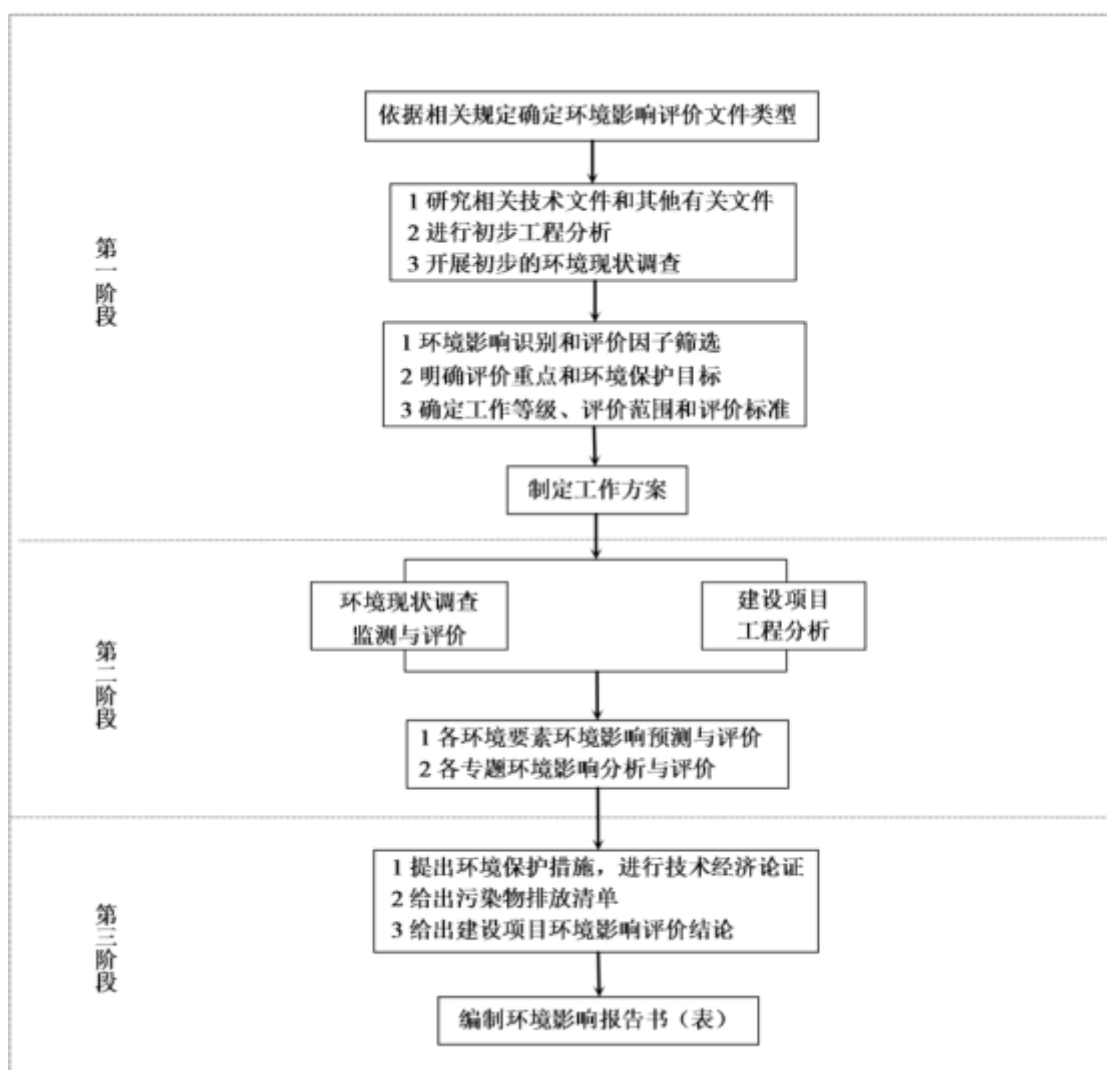 依据相关规定确定环境影响评价文件类型
1 研究相关技术文件和其他有关文件
2 进行初步工程分析
3 开展初步的环境现状调查
第一阶段
1 环境影响识别和评价因子筛选
2 明确评价重点和环境保护目标
3 确定工作等级、评价范围和评价标准
制定工作方案
环境现状调查
监测与评价
建设项目
工程分析
第二阶段
1 各环境要素环境影响预测与评价
2 各专题环境影响分析与评价
1 提出环境保护措施，进行技术经济论证
2 给出污染物排放清单
3 给出建设项目环境影响评价结论
第三阶段
编制环境影响报告书（表）